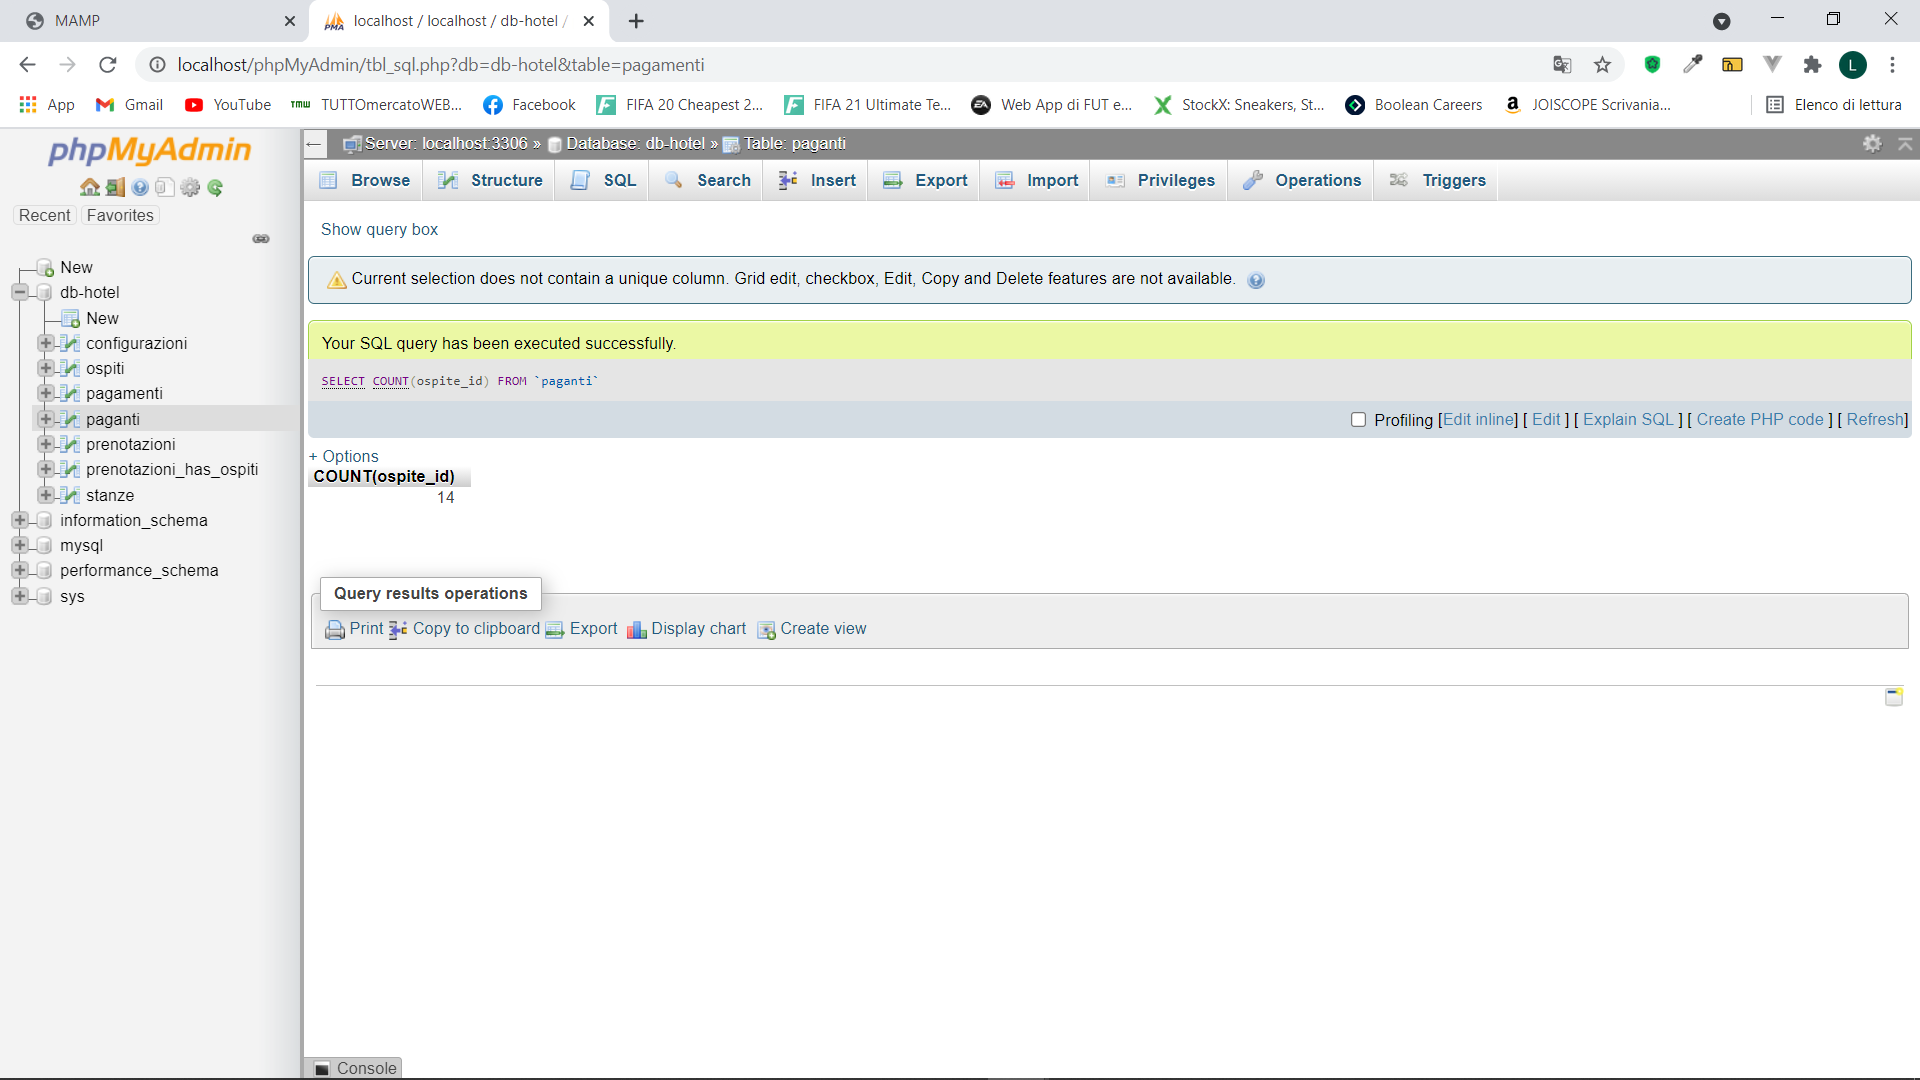 MAMP
localhost / localhost / db-hotel /
localhost/phpMyAdmin/tbl_sql.php?db=db-hotel&table=pagamenti
L
App
Gmail
YouTube
TMW TUTTOmercatoWEB...
Facebook
FIFA 20 Cheapest 2...
FIFA 21 Ultimate Te...
Web App di FUT e...
StockX: Sneakers, St...
Boolean Careers
JOISCOPE Scrivania...
Elenco di lettura
phpMyAdmin
Recent
Favorites
New
db-hotel
New
configurazioni
ospiti
pagamenti
paganti
prenotazioni
prenotazioni_has_ospiti
stanze
information_schema
mysql
performance_schema
sys
Server: localhost:3306 » Database: db-hotel » Table: paganti
Browse
Structure
SQL
Search
Insert
Export
Import
Privileges
Operations
Triggers
Show query box
Current selection does not contain a unique column. Grid edit, checkbox, Edit, Copy and Delete features are not available.
Your SQL query has been executed successfully.
SELECT COUNT(ospite_id) FROM `paganti`
Profiling [Edit inline] [ Edit ] [ Explain SQL ] [ Create PHP code ] [ Refresh]
+ Options
COUNT(ospite_id)
14
Query results operations
Print
Copy to clipboard
Export
Display chart
Create view
Console